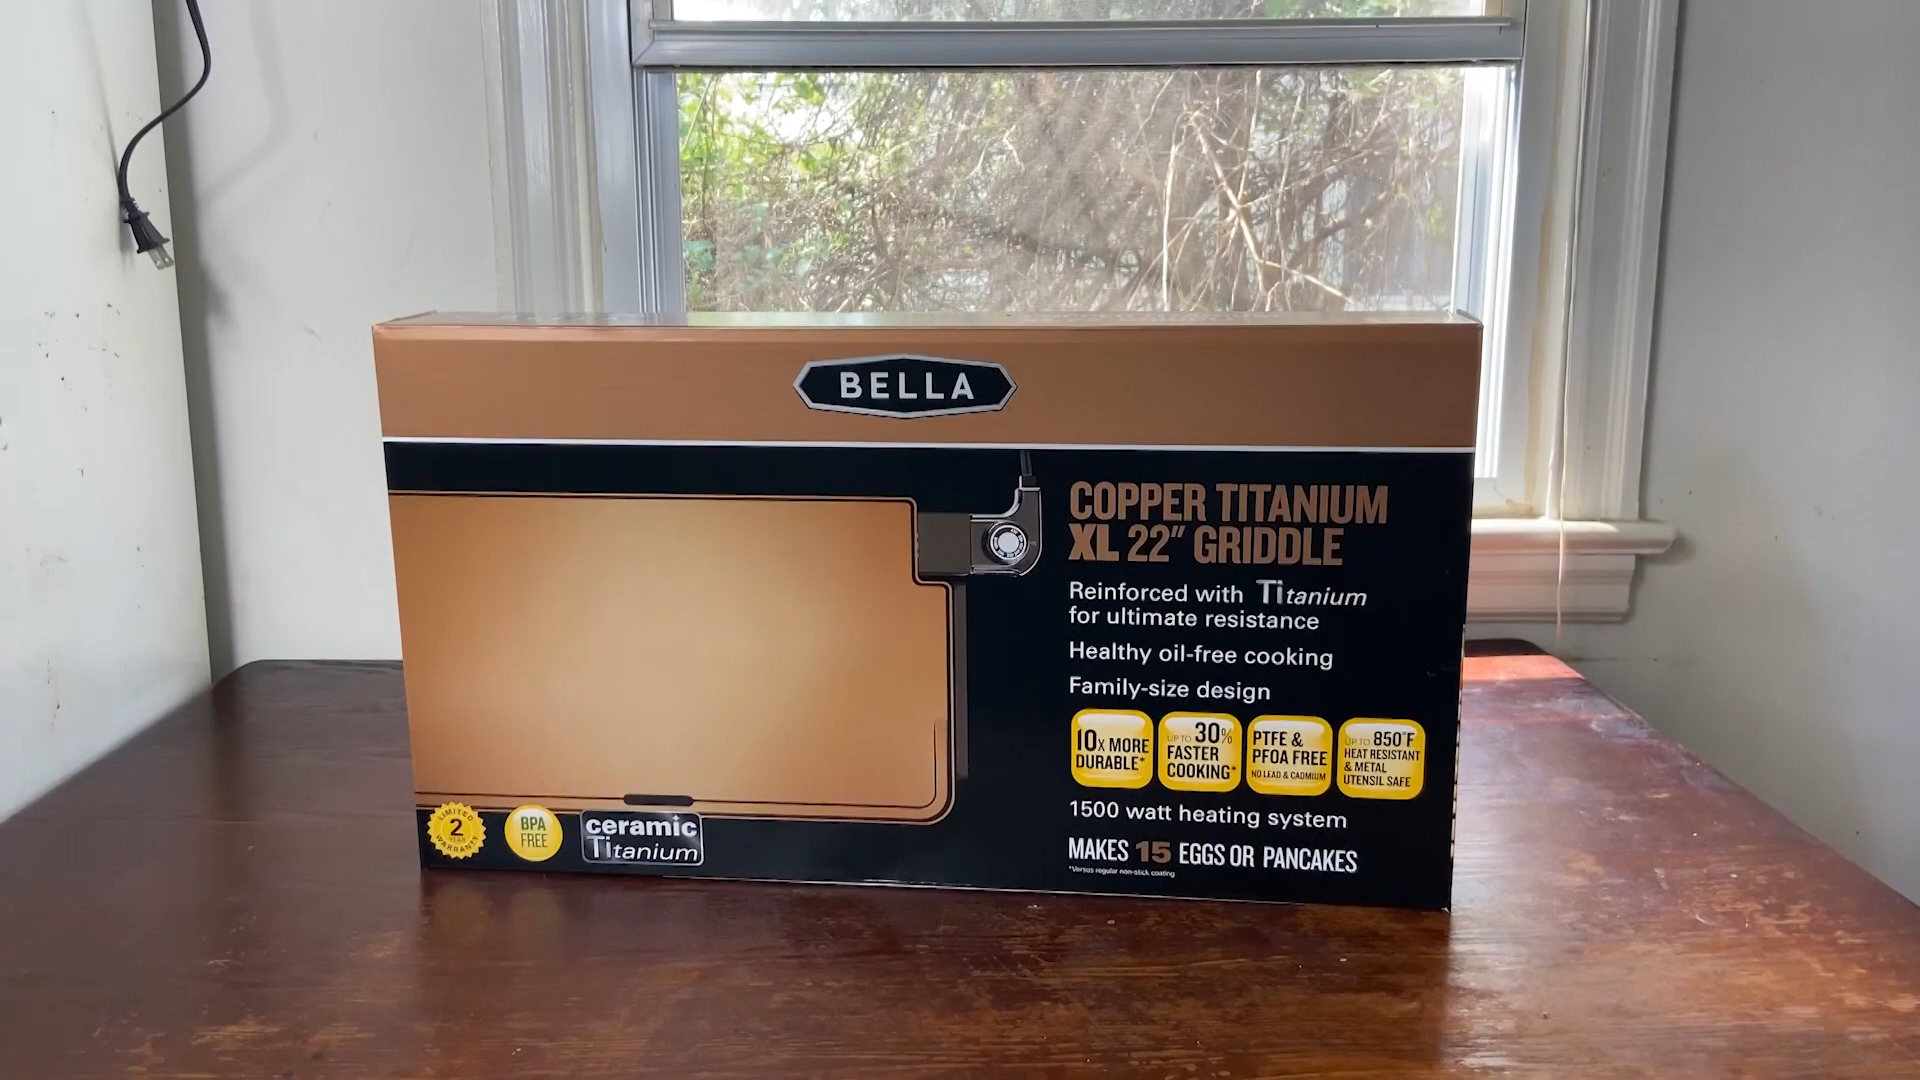 BELLA
COPPER TITANIUM
XL 22" GRIDDLE
Reinforced with Titanium
for ultimate resistance
Healthy oil-free cooking
Family-size design
10X MORE
DURABLE*
UP TO 30%
FASTER
COOKING*
PTFE &
PFOA FREE
NO LEAD & CADMIUM
UP TO 850°F
HEAT RESISTANT
& METAL
UTENSIL SAFE
1500 watt heating system
MAKES 15 EGGS OR PANCAKES
*Versus regular non-stick coating
LIMITED
2
YEAR
WARRANTY
BPA
FREE
ceramic
Titanium